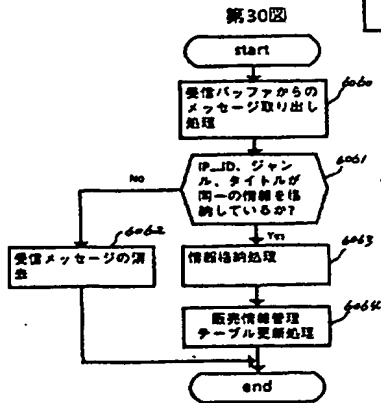 第30図
start
受信バッファからの
メッセージ取り出し
処理
6060
IP_ID、ジャン
ル、タイトルが
同一の情報を格
納しているか?
6061
No
Yes
6062
受信メッセージの消
去
6063
情報格納処理
6064
販売情報管理
テーブル更新処理
end